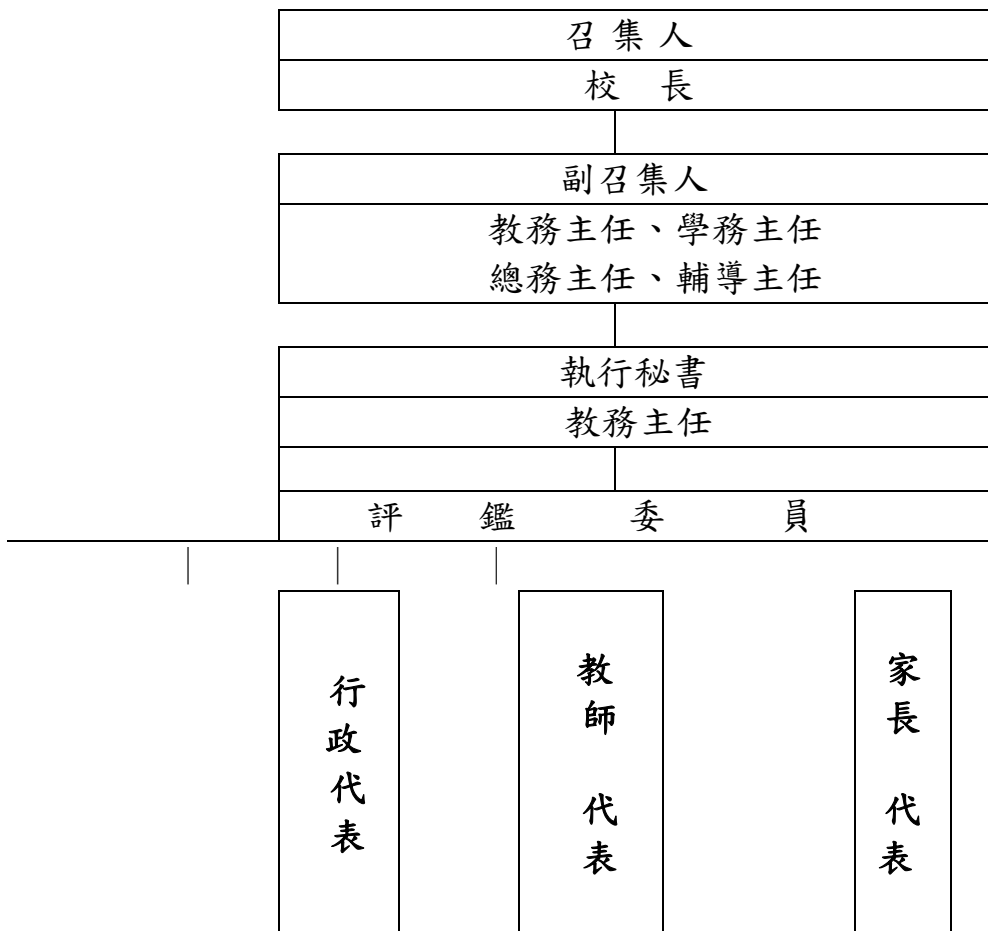 召集人
校 長
副召集人
教務主任、學務主任
總務主任、輔導主任
執行秘書
教務主任
評 鑑 委 員
行政代表
教師 代表
家長 代表